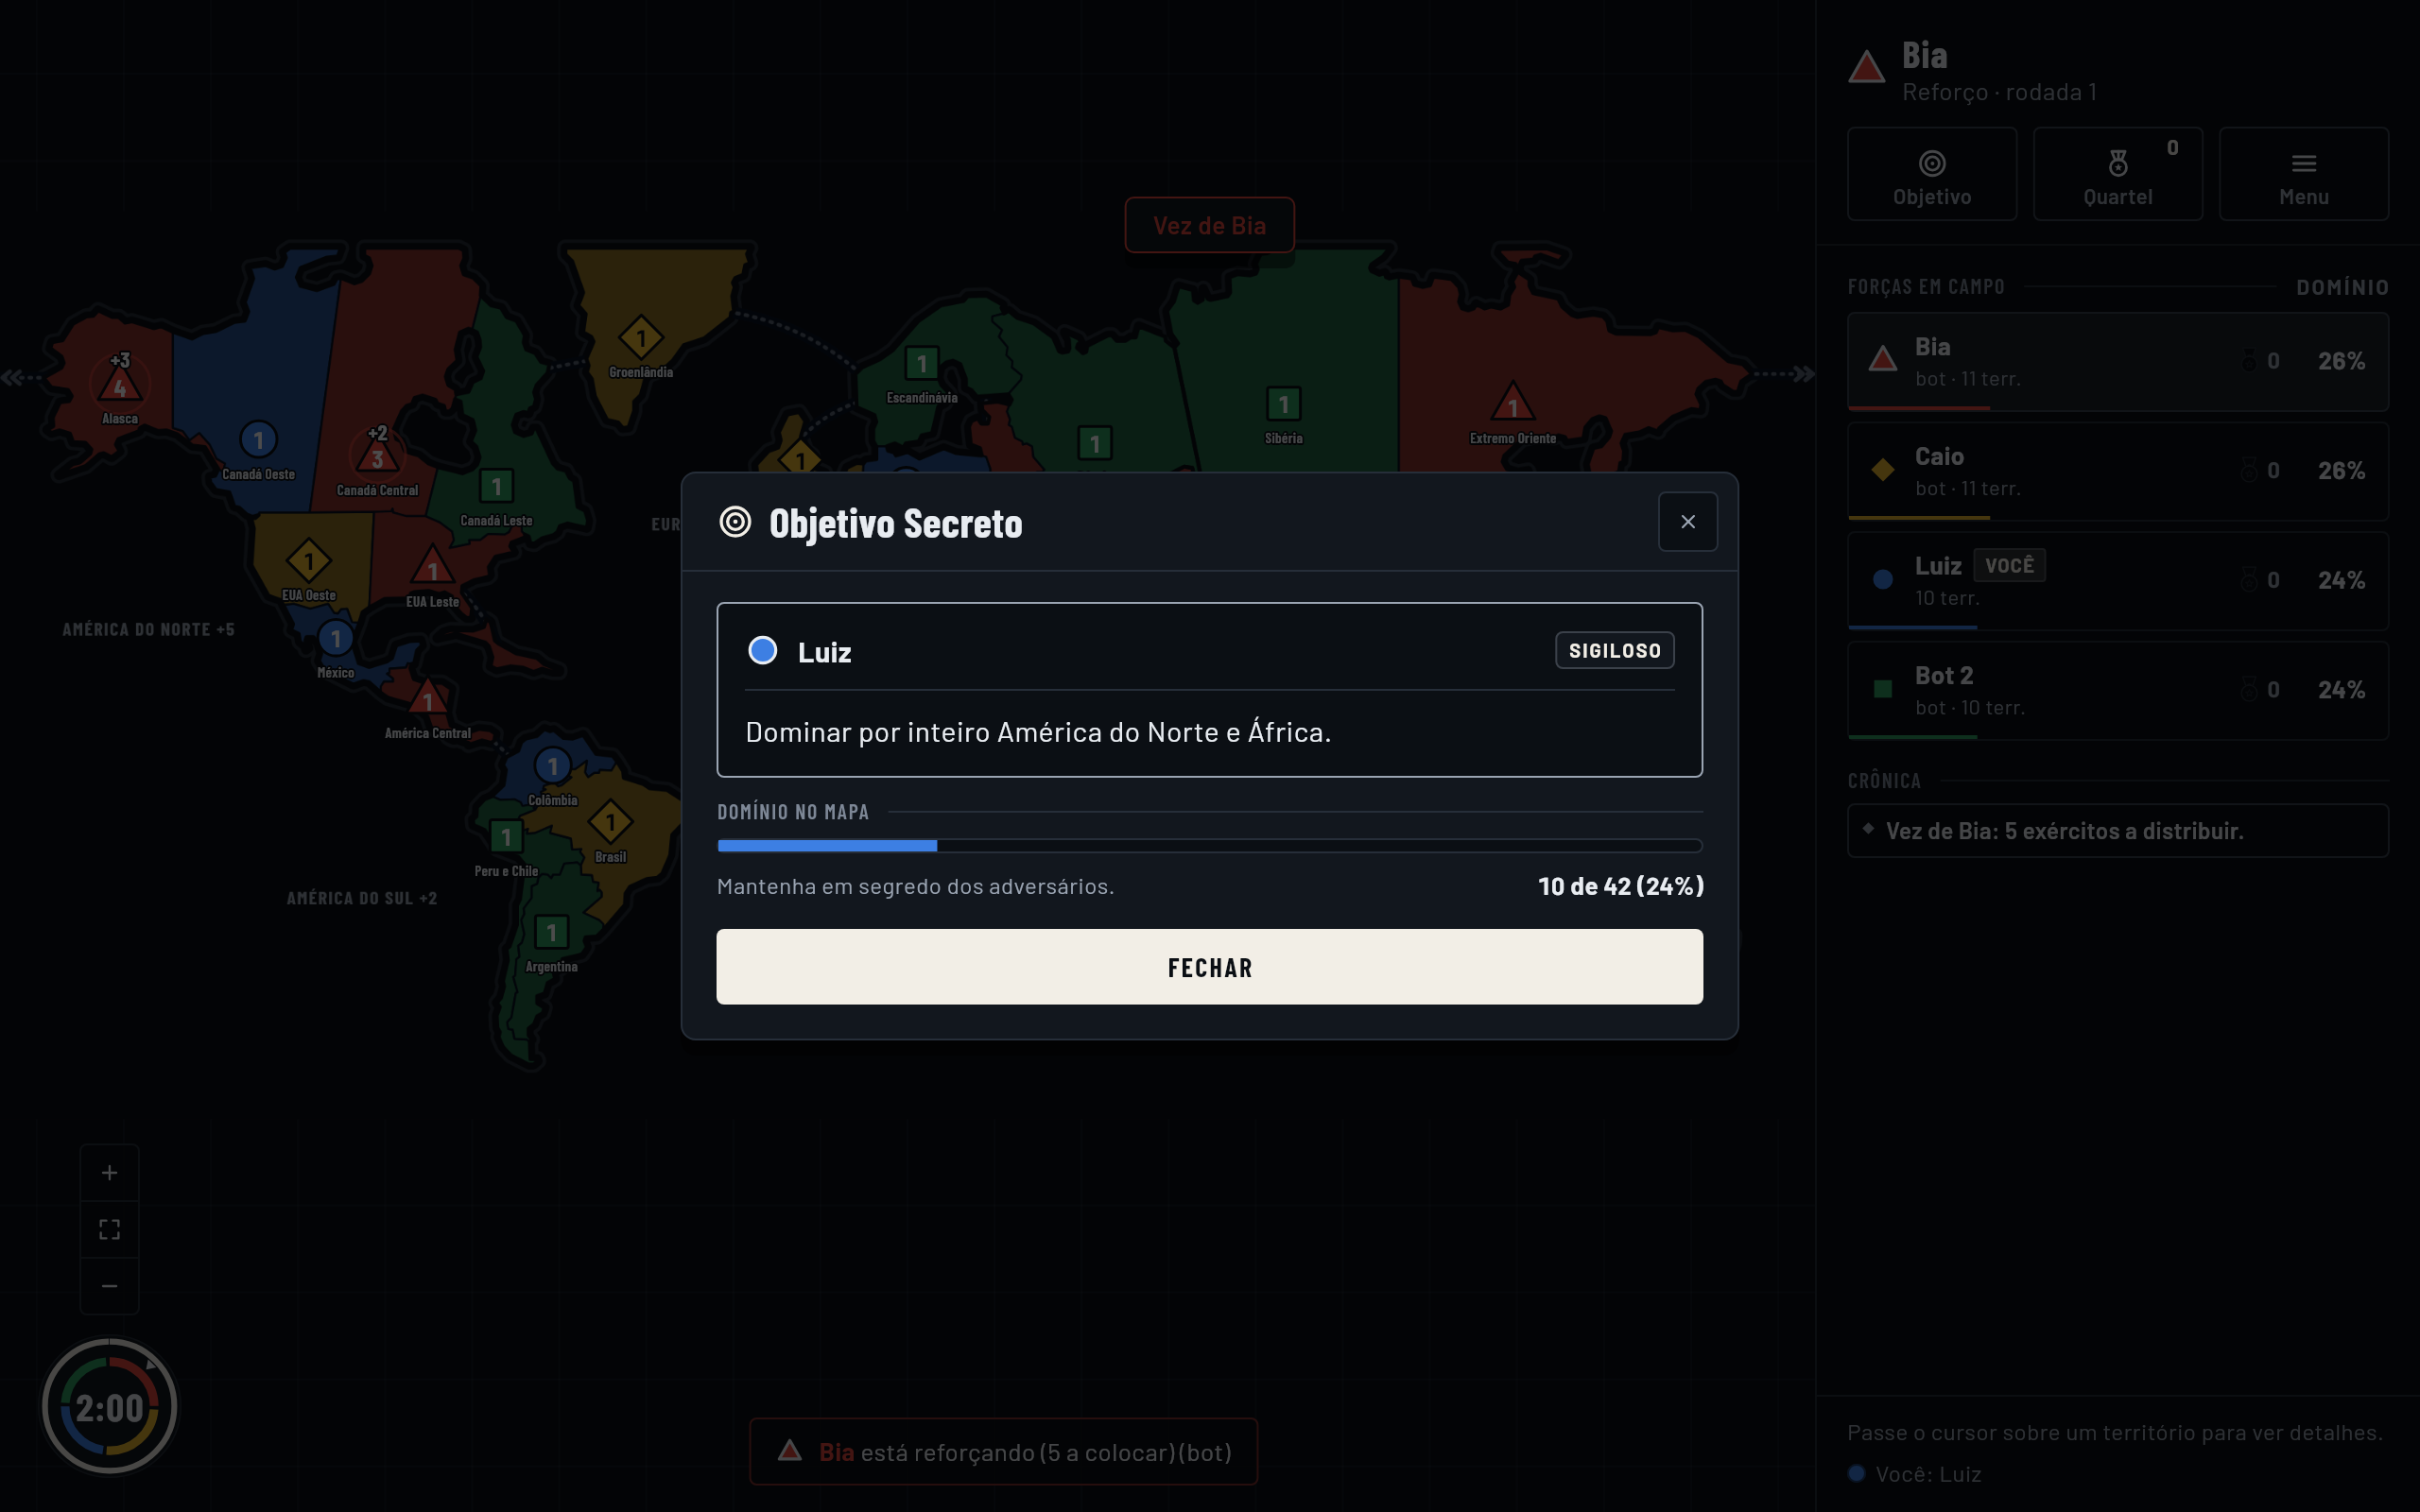 Bia
Reforço · rodada 1
Objetivo
0
Quartel
Menu
FORÇAS EM CAMPO
DOMÍNIO
Bia
bot · 11 terr.
0
26%
Caio
bot · 11 terr.
0
26%
Luiz VOCÊ
10 terr.
0
24%
Bot 2
bot · 10 terr.
0
24%
CRÔNICA
Vez de Bia: 5 exércitos a distribuir.
Passe o cursor sobre um território para ver detalhes.
Você: Luiz
Vez de Bia
+3
4
Alasca
1
Canadá Oeste
+2
3
Canadá Central
1
Canadá Leste
1
Groenlândia
1
EUA Oeste
1
EUA Leste
1
México
1
América Central
AMÉRICA DO NORTE +5
1
Colômbia
1
Brasil
1
Peru e Chile
1
Argentina
AMÉRICA DO SUL +2
1
Escandinávia
1
1
1
Sibéria
1
Extremo Oriente
EUR
Objetivo Secreto
Luiz
SIGILOSO
Dominar por inteiro América do Norte e África.
DOMÍNIO NO MAPA
Mantenha em segredo dos adversários.
10 de 42 (24%)
FECHAR
2:00
Bia está reforçando (5 a colocar) (bot)